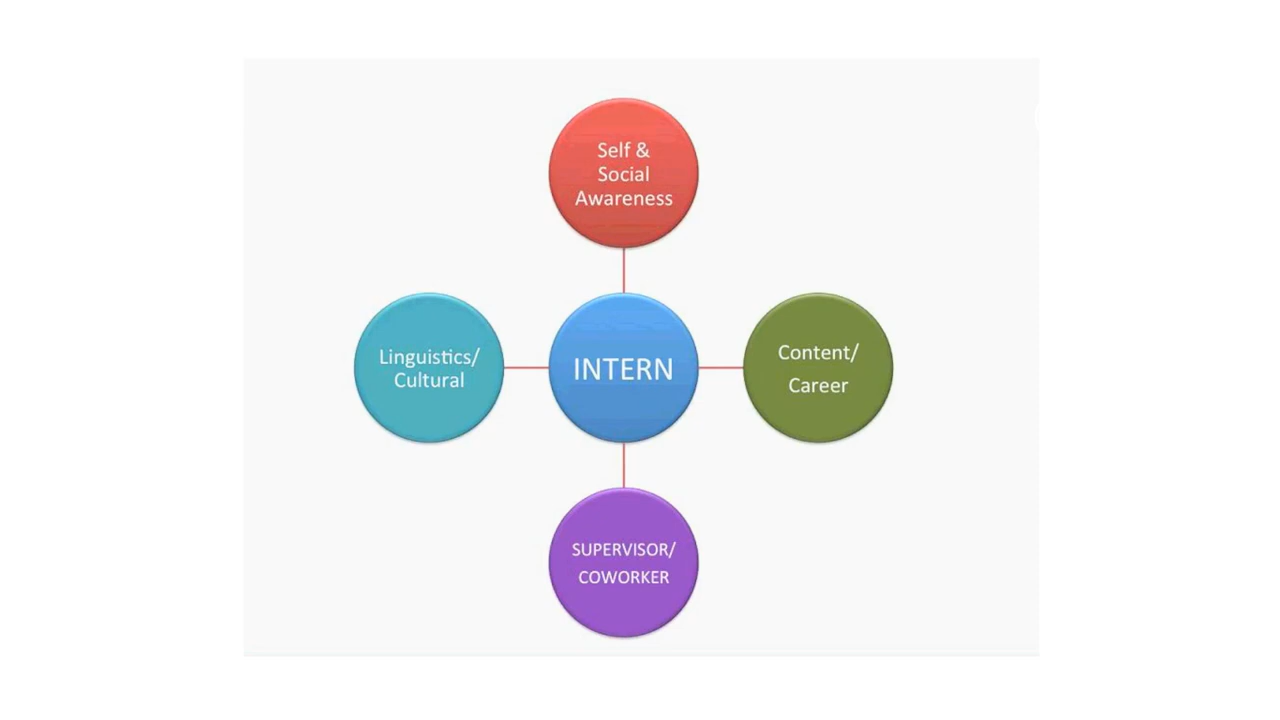 Self &
Social
Awareness
Linguistics/
Cultural
INTERN
Content/
Career
SUPERVISOR/
COWORKER